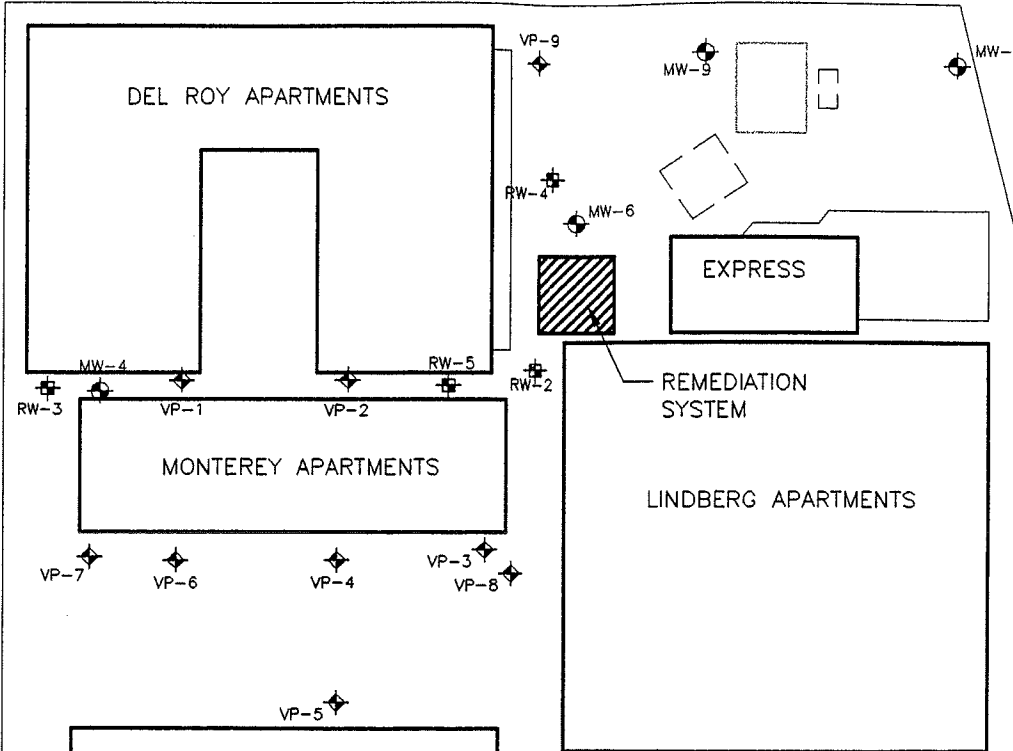 VP-9
MW-9
MW-
DEL ROY APARTMENTS
RW-4
MW-6
EXPRESS
MW-4
RW-5
RW-3
VP-1
VP-2
RW-2
REMEDIATION
SYSTEM
MONTEREY APARTMENTS
LINDBERG APARTMENTS
VP-7
VP-6
VP-4
VP-3
VP-8
VP-5